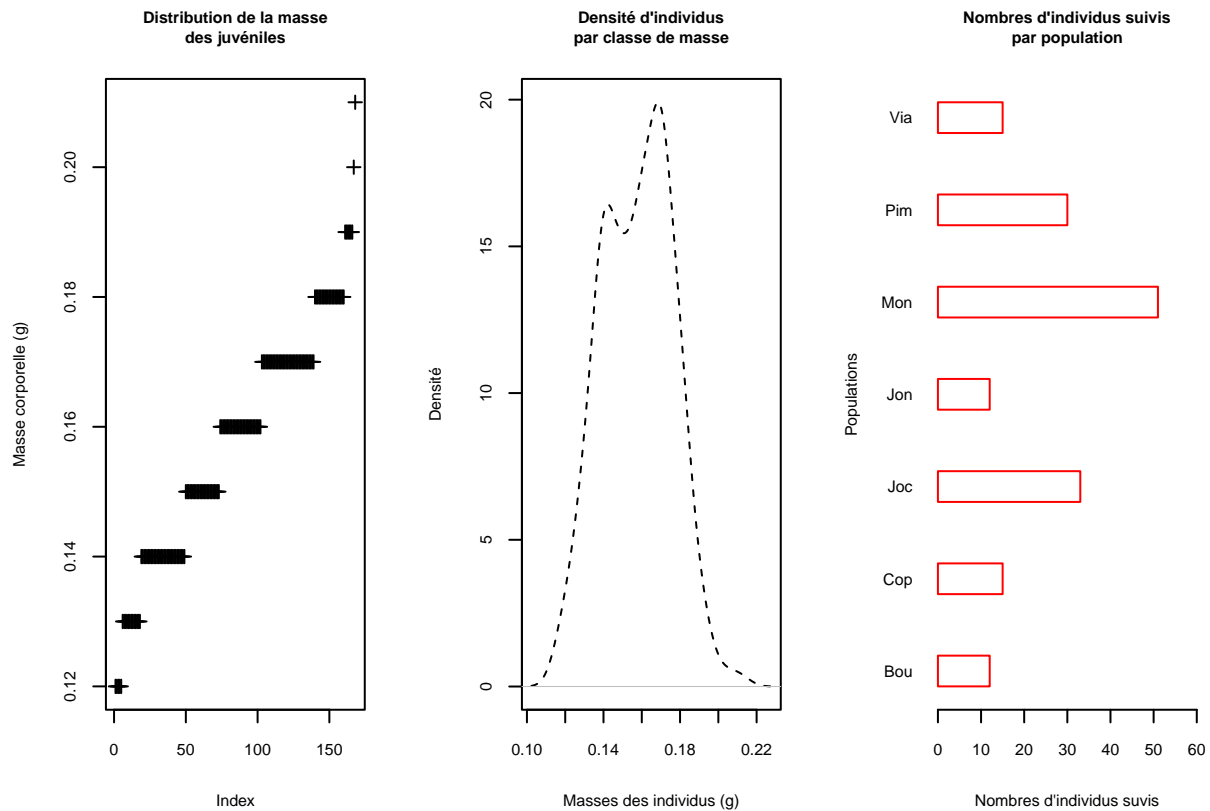 Distribution de la masse
des juvéniles
Masse corporelle (g)
0.20
0.18
0.16
0.14
0.12
0 50 100 150
Index
Densité d'individus
par classe de masse
Densité
20
15
10
5
0
0.10 0.14 0.18 0.22
Masses des individus (g)
Nombres d'individus suivis
par population
Populations
Via
Pim
Mon
Jon
Joc
Cop
Bou
0 10 20 30 40 50 60
Nombres d'individus suvis